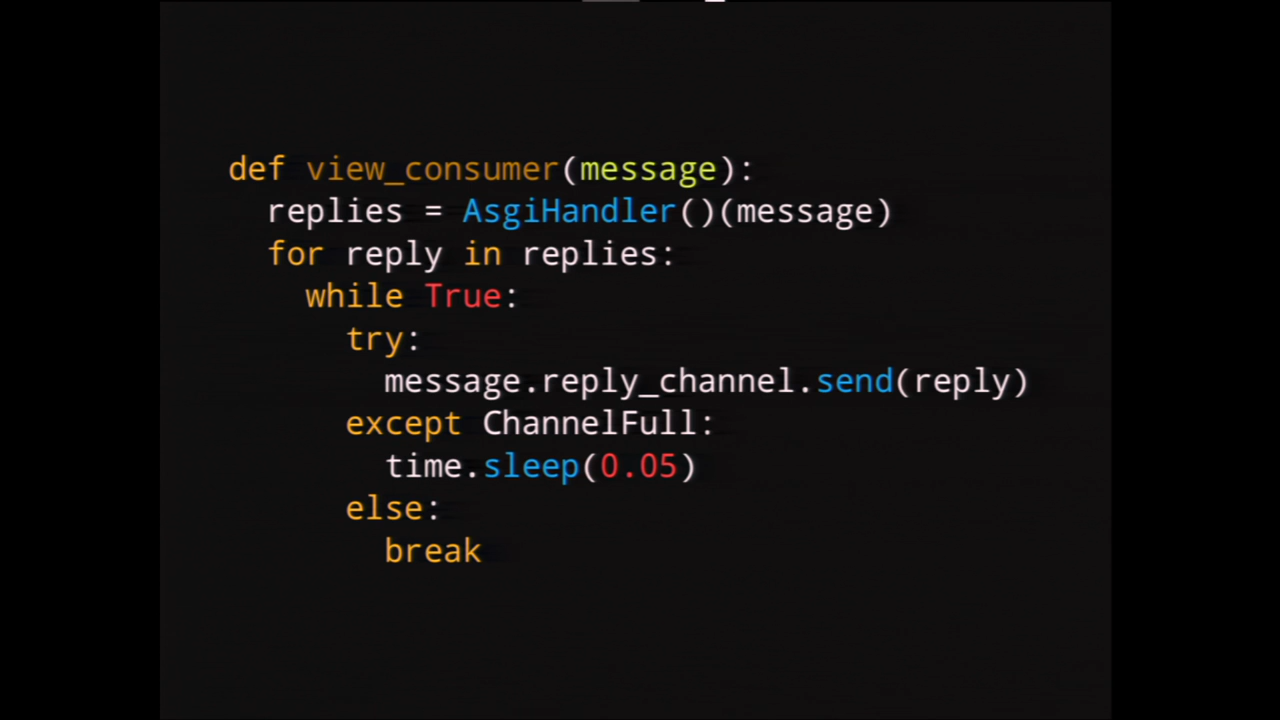 def view_consumer(message):
  replies = AsgiHandler()(message)
  for reply in replies:
    while True:
      try:
        message.reply_channel.send(reply)
      except ChannelFull:
        time.sleep(0.05)
      else:
        break